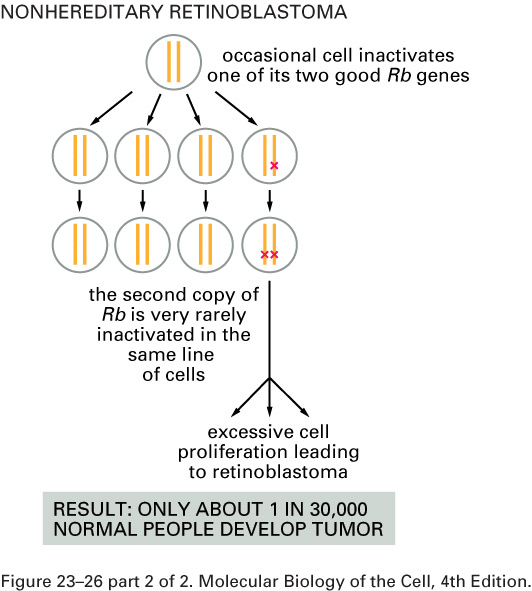 NONHEREDITARY RETINOBLASTOMA
occasional cell inactivates
one of its two good Rb genes
the second copy of
Rb is very rarely
inactivated in the
same line
of cells
excessive cell
proliferation leading
to retinoblastoma
RESULT: ONLY ABOUT 1 IN 30,000
NORMAL PEOPLE DEVELOP TUMOR
Figure 23–26 part 2 of 2. Molecular Biology of the Cell, 4th Edition.